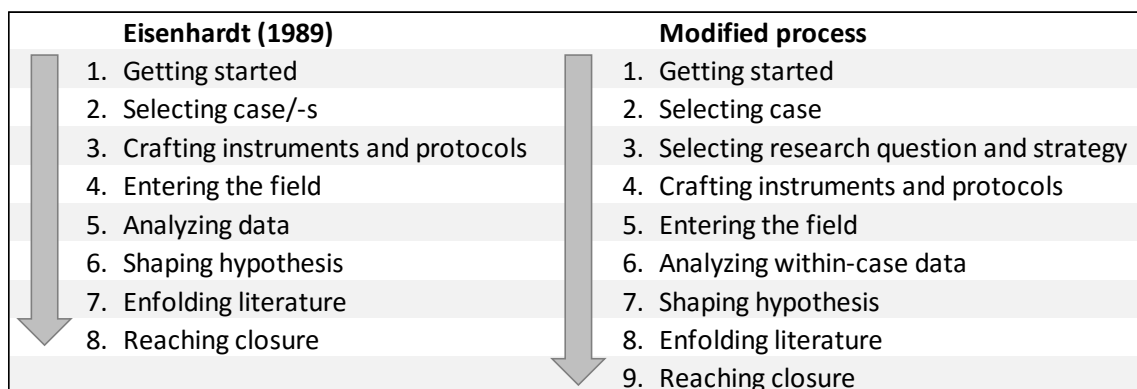 Eisenhardt (1989)
1. Getting started
2. Selecting case/-s
3. Crafting instruments and protocols
4. Entering the field
5. Analyzing data
6. Shaping hypothesis
7. Enfolding literature
8. Reaching closure
Modified process
1. Getting started
2. Selecting case
3. Selecting research question and strategy
4. Crafting instruments and protocols
5. Entering the field
6. Analyzing within-case data
7. Shaping hypothesis
8. Enfolding literature
9. Reaching closure